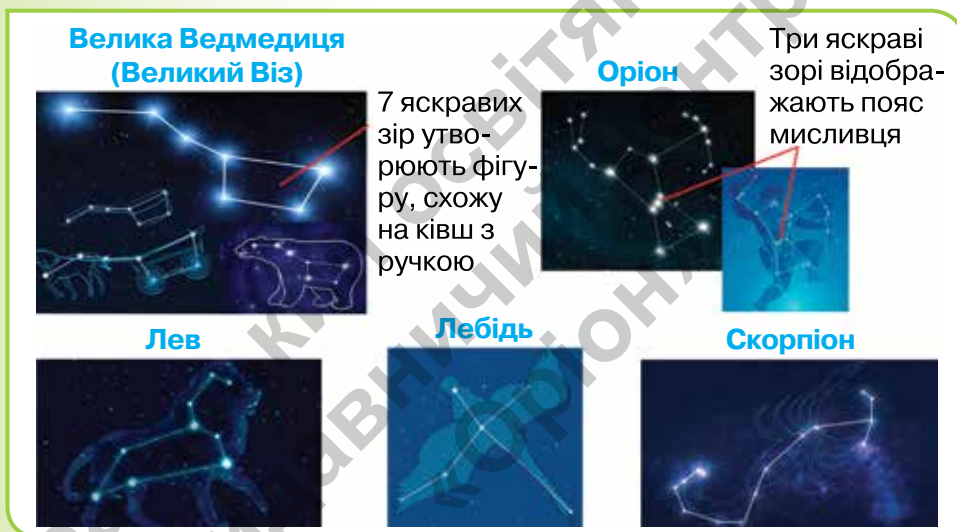 Велика Ведмедиця
(Великий Віз)
7 яскравих
зір утво-
рюють фігу-
ру, схожу
на ківш з
ручкою
Оріон
Три яскраві
зорі відобра-
жають пояс
мисливця
Лев
Лебідь
Скорпіон
«Оріон»